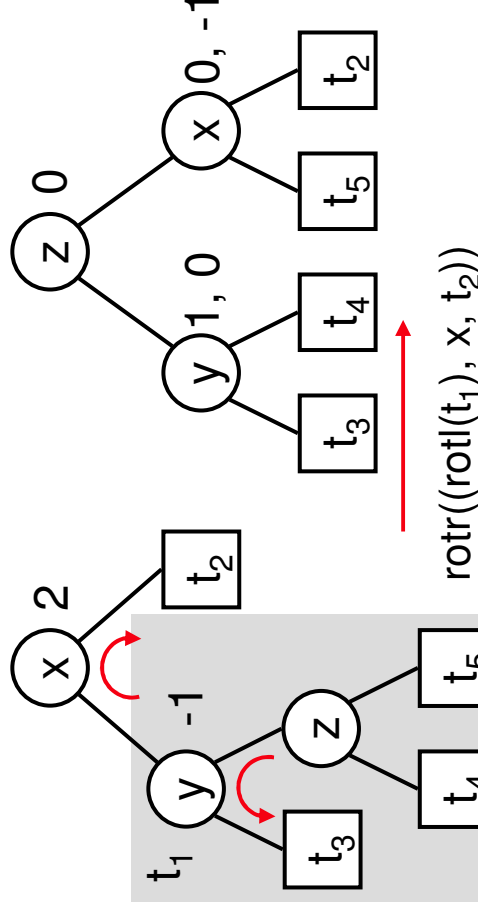 x
2
t₁
y
-1
t₂
t₃
z
t₄
t₅
z
0
y
1, 0
x
0, -1
t₃
t₄
t₅
t₂
rotr((rotl(t₁), x, t₂))